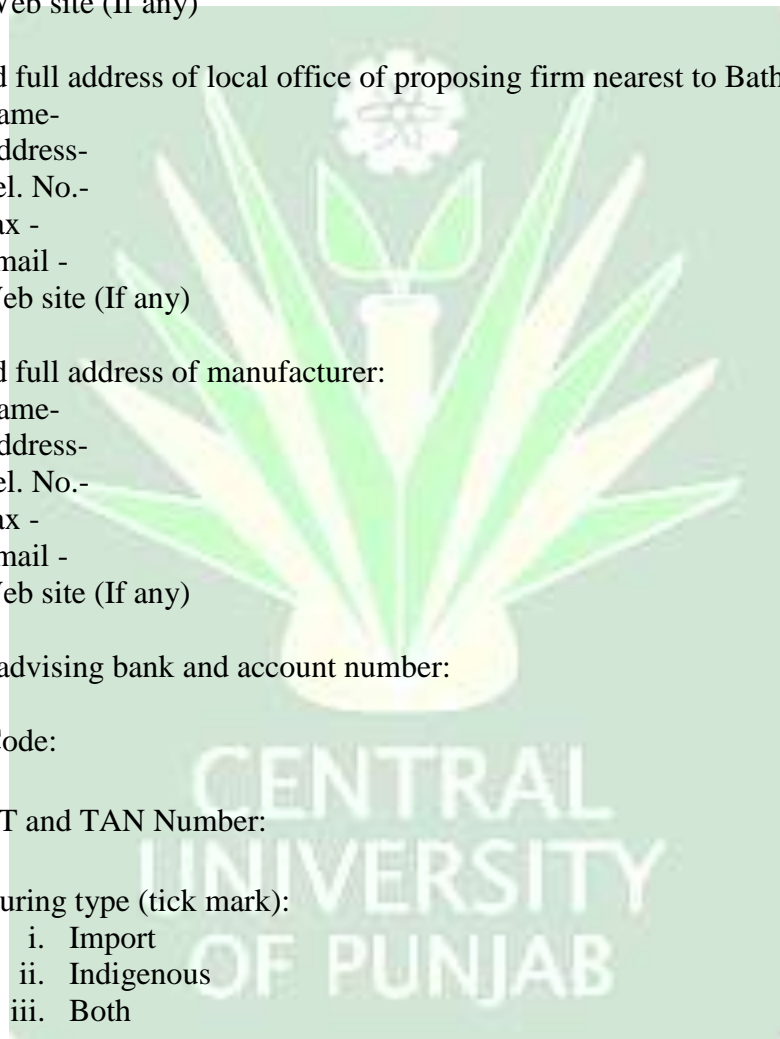 Web site (If any)
d full address of local office of proposing firm nearest to Bath
ame-
ddress-
el. No.-
ax -
mail -
eb site (If any)
d full address of manufacturer:
ame-
ddress-
el. No.-
ax -
mail -
eb site (If any)
advising bank and account number:
Code:
T and TAN Number:
uring type (tick mark):
i. Import
ii. Indigenous
iii. Both
CENTRAL
UNIVERSITY
OF PUNJAB